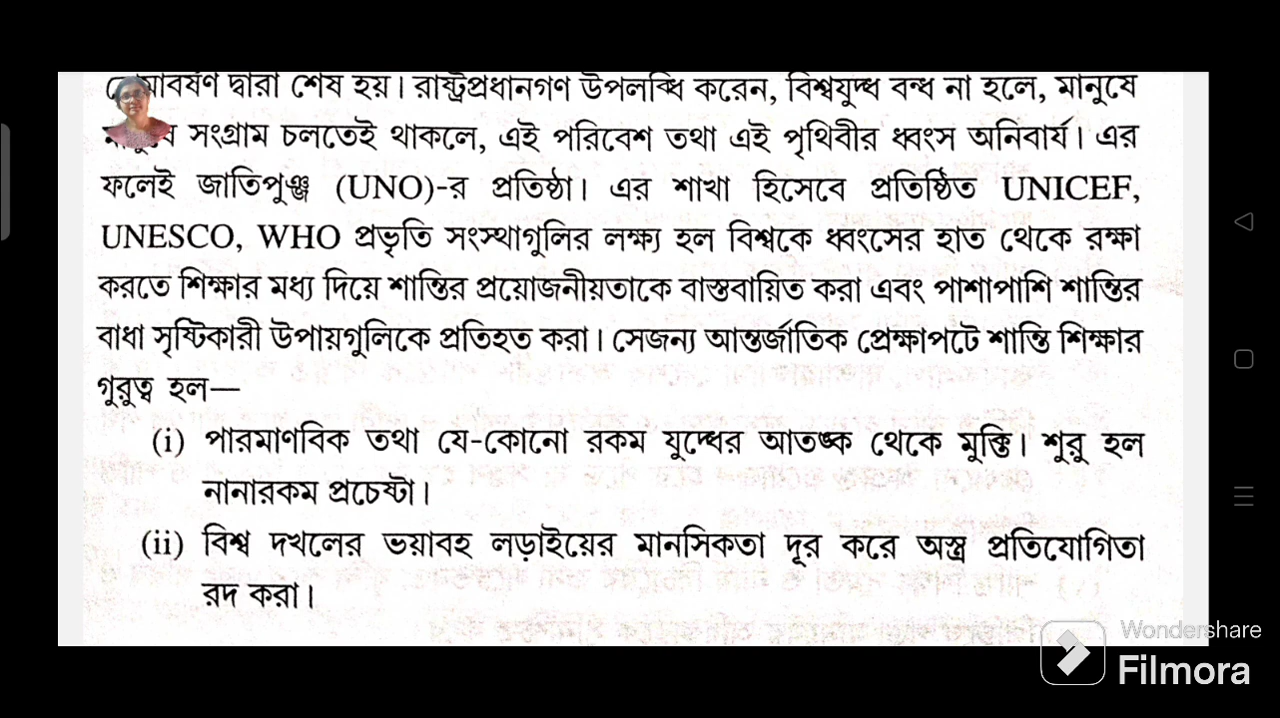 দ্বারা শেষ হয়। রাষ্ট্রপ্রধানগণ উপলব্ধি করেন, বিশ্বযুদ্ধ বন্ধ না হলে, মানুষে
সংগ্রাম চলতেই থাকলে, এই পরিবেশ তথা এই পৃথিবীর ধ্বংস অনিবার্য। এর
ফলেই জাতিপুঞ্জ (UNO)-র প্রতিষ্ঠা। এর শাখা হিসেবে প্রতিষ্ঠিত UNICEF,
UNESCO, WHO প্রভৃতি সংস্থাগুলির লক্ষ্য হল বিশ্বকে ধ্বংসের হাত থেকে রক্ষা
করতে শিক্ষার মধ্য দিয়ে শান্তির প্রয়োজনীয়তাকে বাস্তবায়িত করা এবং পাশাপাশি শান্তির
বাধা সৃষ্টিকারী উপায়গুলিকে প্রতিহত করা। সেজন্য আন্তর্জাতিক প্রেক্ষাপটে শান্তি শিক্ষার
গুরুত্ব হল—
(i) পারমাণবিক তথা যে-কোনো রকম যুদ্ধের আতঙ্ক থেকে মুক্তি। শুরু হল
নানারকম প্রচেষ্টা।
(ii) বিশ্ব দখলের ভয়াবহ লড়াইয়ের মানসিকতা দূর করে অস্ত্র প্রতিযোগিতা
রদ করা।
Wondershare
Filmora